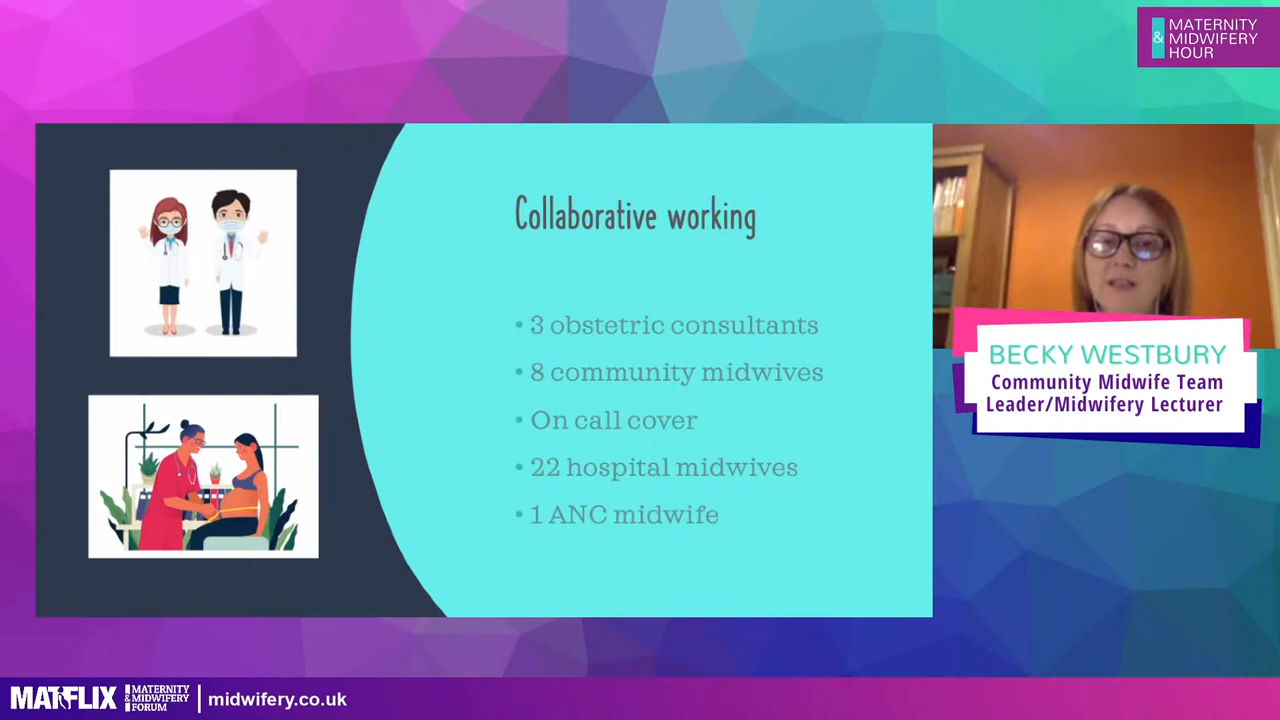 &
MATERNITY
MIDWIFERY
HOUR
Collaborative working
• 3 obstetric consultants
• 8 community midwives
• On call cover
• 22 hospital midwives
• 1 ANC midwife
BECKY WESTBURY
Community Midwife Team
Leader/Midwifery Lecturer
MATFLIX
MATERNITY
& MIDWIFERY
FORUM
midwifery.co.uk